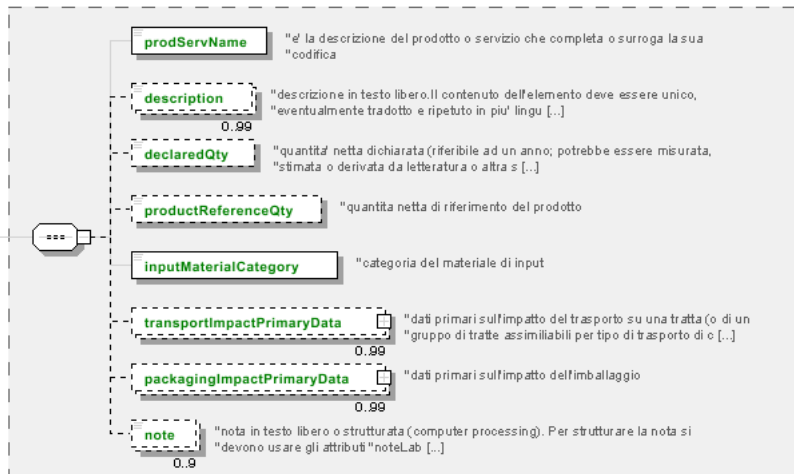 prodServName
"e' la descrizione del prodotto o servizio che completa o surroga la sua
"codifica
description
"descrizione in testo libero.Il contenuto dell'elemento deve essere unico,
"eventualmente tradotto e ripetuto in piu' lingu [...]
0..99
declaredQty
"quantita' netta dichiarata (riferibile ad un anno; potrebbe essere misurata,
"stimata o derivata da letteratura o altra s [...]
productReferenceQty
"quantita netta di riferimento del prodotto
inputMaterialCategory
"categoria del materiale di input
transportImpactPrimaryData
"dati primari sull'impatto del trasporto su una tratta (o di un
"gruppo di tratte assimiliabili per tipo di trasporto di c [...]
0..99
packagingImpactPrimaryData
"dati primari sull'impatto dell'imballaggio
0..99
note
"nota in testo libero o strutturata (computer processing). Per strutturare la nota si
"devono usare gli attributi "noteLab [...]
0..9